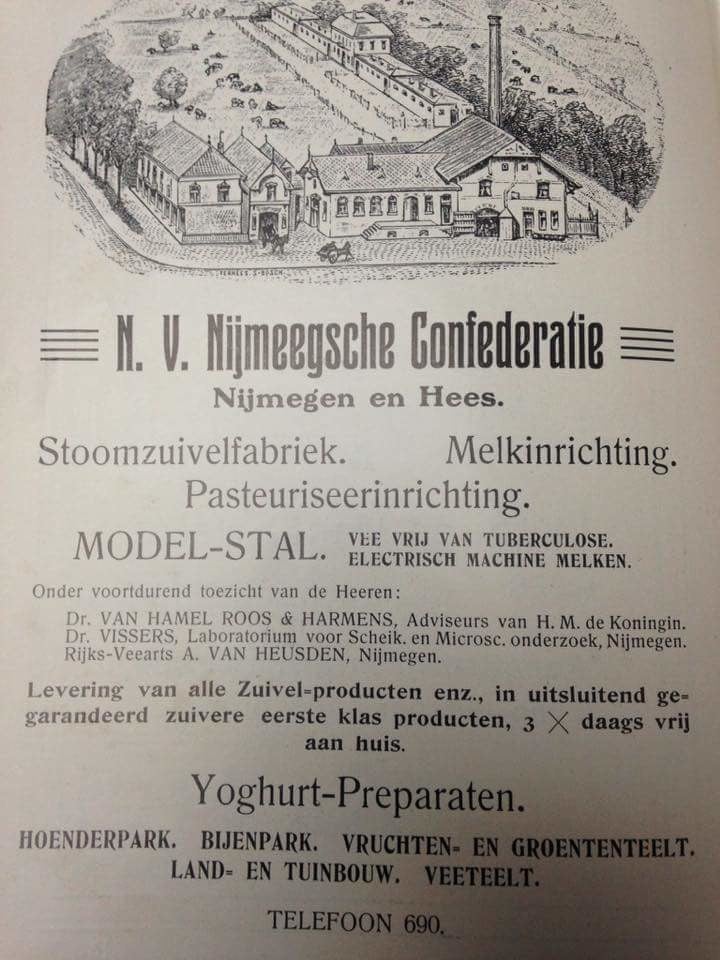 VERHEES. S-BOSCH
N. V. Nijmeegsche Confederatie
Nijmegen en Hees.
Stoomzuivelfabriek. Melkinrichting.
Pasteuriseerinrichting.
MODEL-STAL. VEE VRIJ VAN TUBERCULOSE.
ELECTRISCH MACHINE MELKEN.
Onder voortdurend toezicht van de Heeren:
Dr. VAN HAMEL ROOS & HARMENS, Adviseurs van H. M. de Koningin.
Dr. VISSERS, Laboratorium voor Scheik. en Microsc. onderzoek, Nijmegen.
Rijks-Veearts A. VAN HEUSDEN, Nijmegen.
Levering van alle Zuivel=producten enz., in uitsluitend ge=
garandeerd zuivere eerste klas producten, 3 X daags vrij
aan huis.
Yoghurt-Preparaten.
HOENDERPARK. BIJENPARK. VRUCHTEN= EN GROENTENTEELT.
LAND= EN TUINBOUW. VEETEELT.
TELEFOON 690.